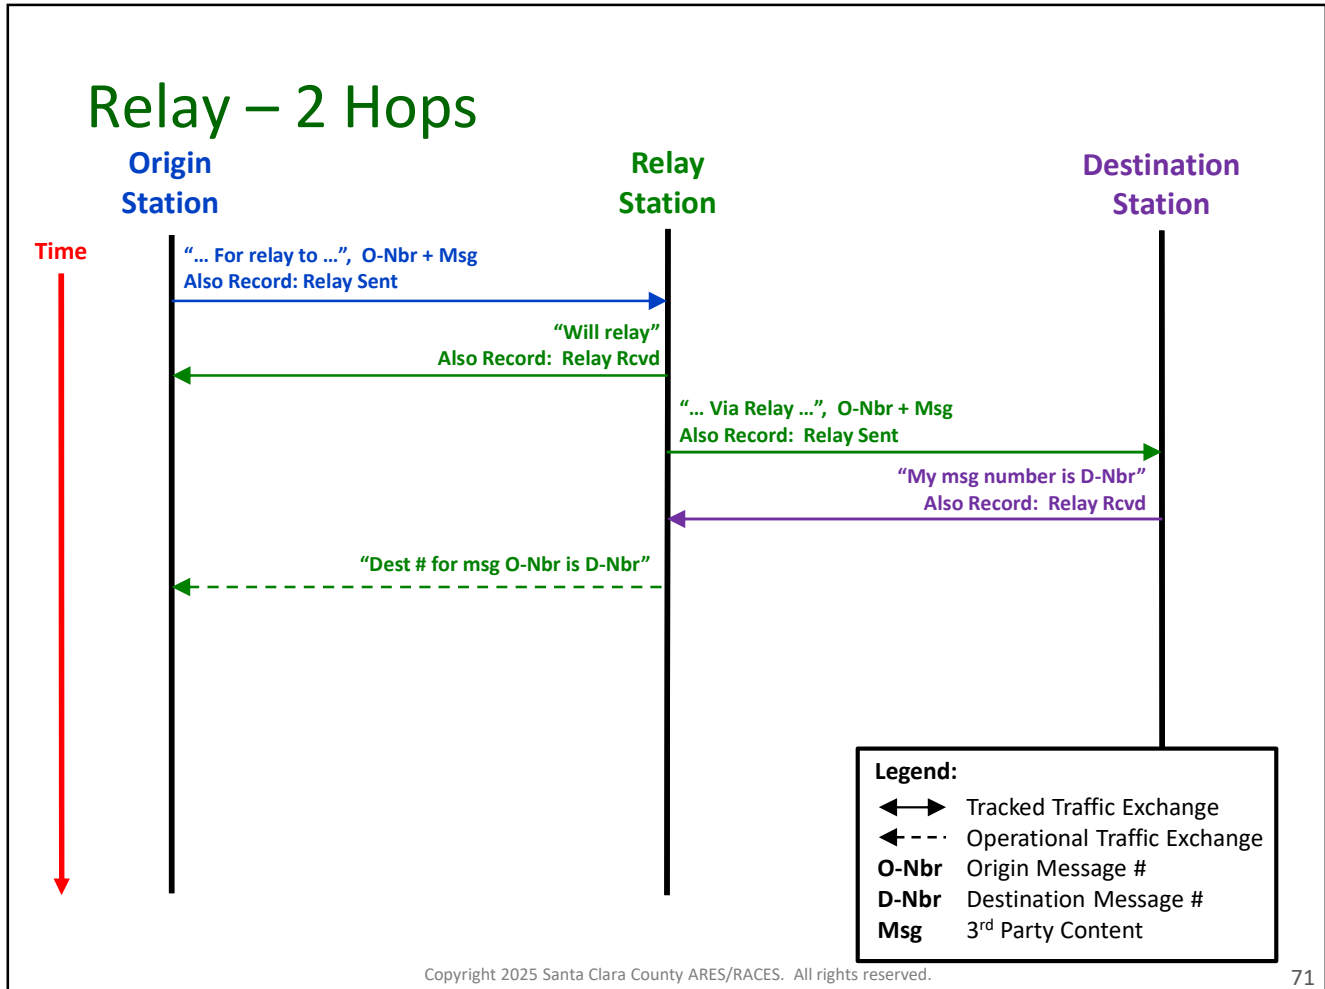 Relay – 2 Hops
Origin
Station
Relay
Station
Destination
Station
Time
“... For relay to ...”,  O-Nbr + Msg
Also Record: Relay Sent
“Will relay”
Also Record:  Relay Rcvd
“... Via Relay ...”,  O-Nbr + Msg
Also Record:  Relay Sent
“My msg number is D-Nbr”
Also Record:  Relay Rcvd
“Dest # for msg O-Nbr is D-Nbr”
Legend:
Tracked Traffic Exchange
Operational Traffic Exchange
O-Nbr Origin Message #
D-Nbr Destination Message #
Msg 3rd Party Content
Copyright 2025 Santa Clara County ARES/RACES.  All rights reserved.
71